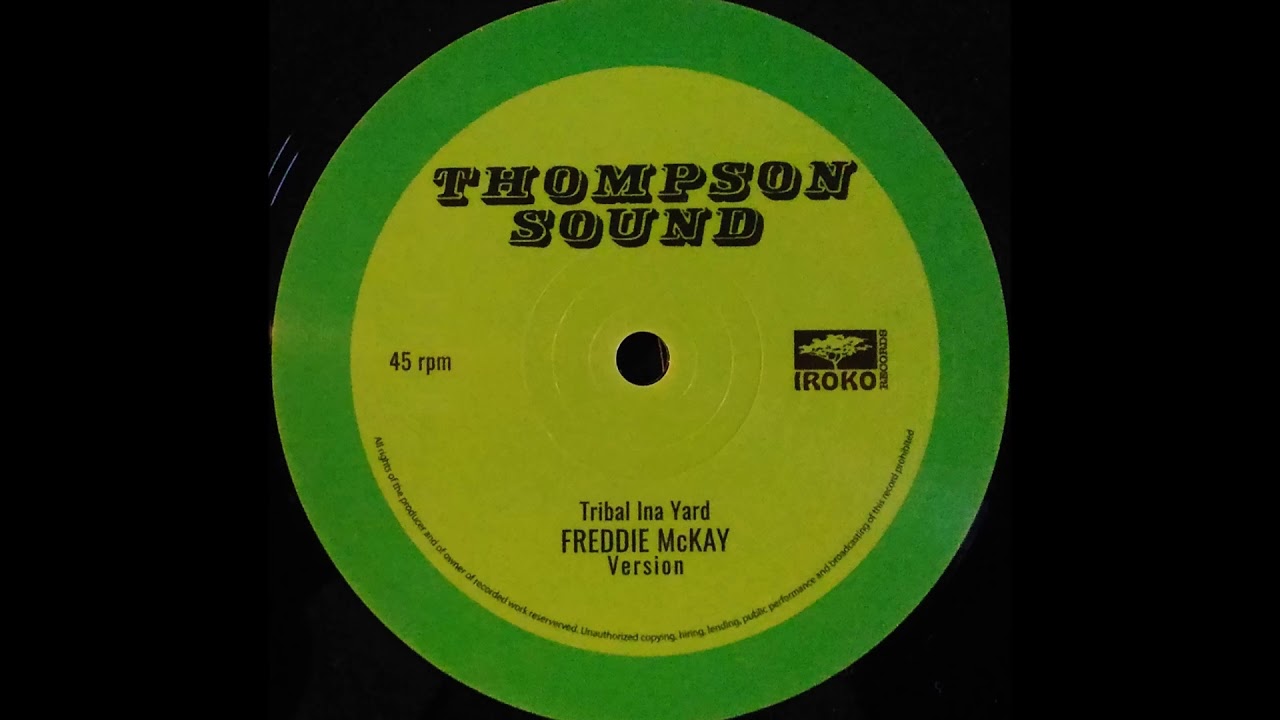 THOMPSON
SOUND
45 rpm
IROKO
RECORDS
Tribal Ina Yard
FREDDIE McKAY
Version
All rights of the producer and of owner of recorded work reserverved. Unauthorized copying, hiring, lending, public performance and broadcasting of this record prohibited